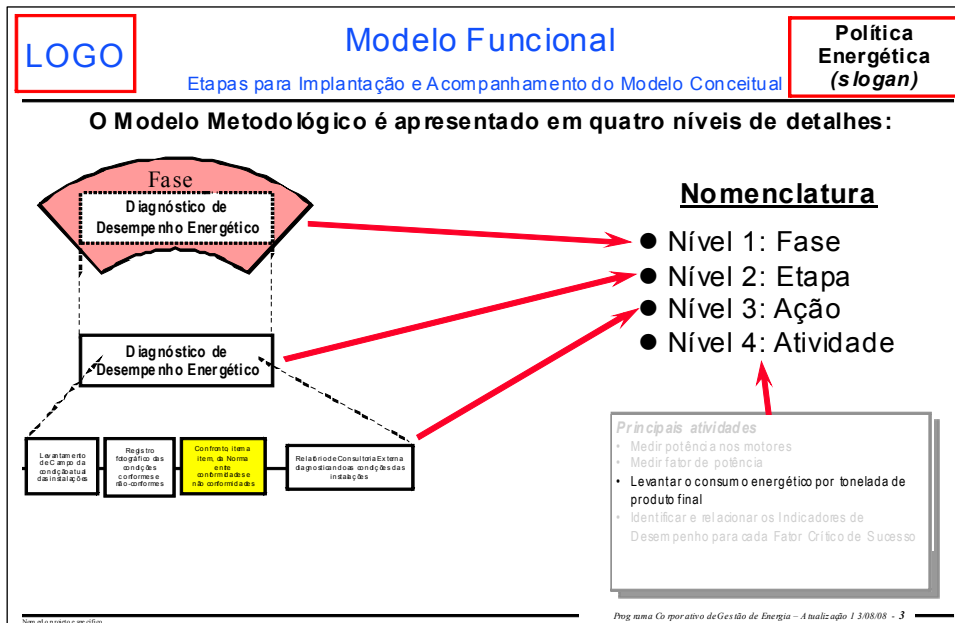 LOGO
Modelo Funcional
Etapas para Implantação e Acompanhamento do Modelo Conceitual
Política
Energética
(slogan)
O Modelo Metodológico é apresentado em quatro níveis de detalhes:
Fase
Diagnóstico de
Desempenho Energético
Diagnóstico de
Desempenho Energético
Levantamento
de Campo da
condição atual
das instalações
Registro
fotográfico das
condições
conformes e
não-conformes
Confronto, item a
item, da Norma
entre
conformidades e
não conformidades
Relatório de Consultoria Externa
diagnosticando as condições das
instalações
Nomenclatura
● Nível 1: Fase
● Nível 2: Etapa
● Nível 3: Ação
● Nível 4: Atividade
Principais atividades
• Medir potência nos motores
• Medir fator de potência
• Levantar o consumo energético por tonelada de
produto final
• Identificar e relacionar os Indicadores de
Desempenho para cada Fator Crítico de Sucesso
Nome do projeto específico
Programa Corporativo de Gestão de Energia – Atualização 13/08/08 - 3